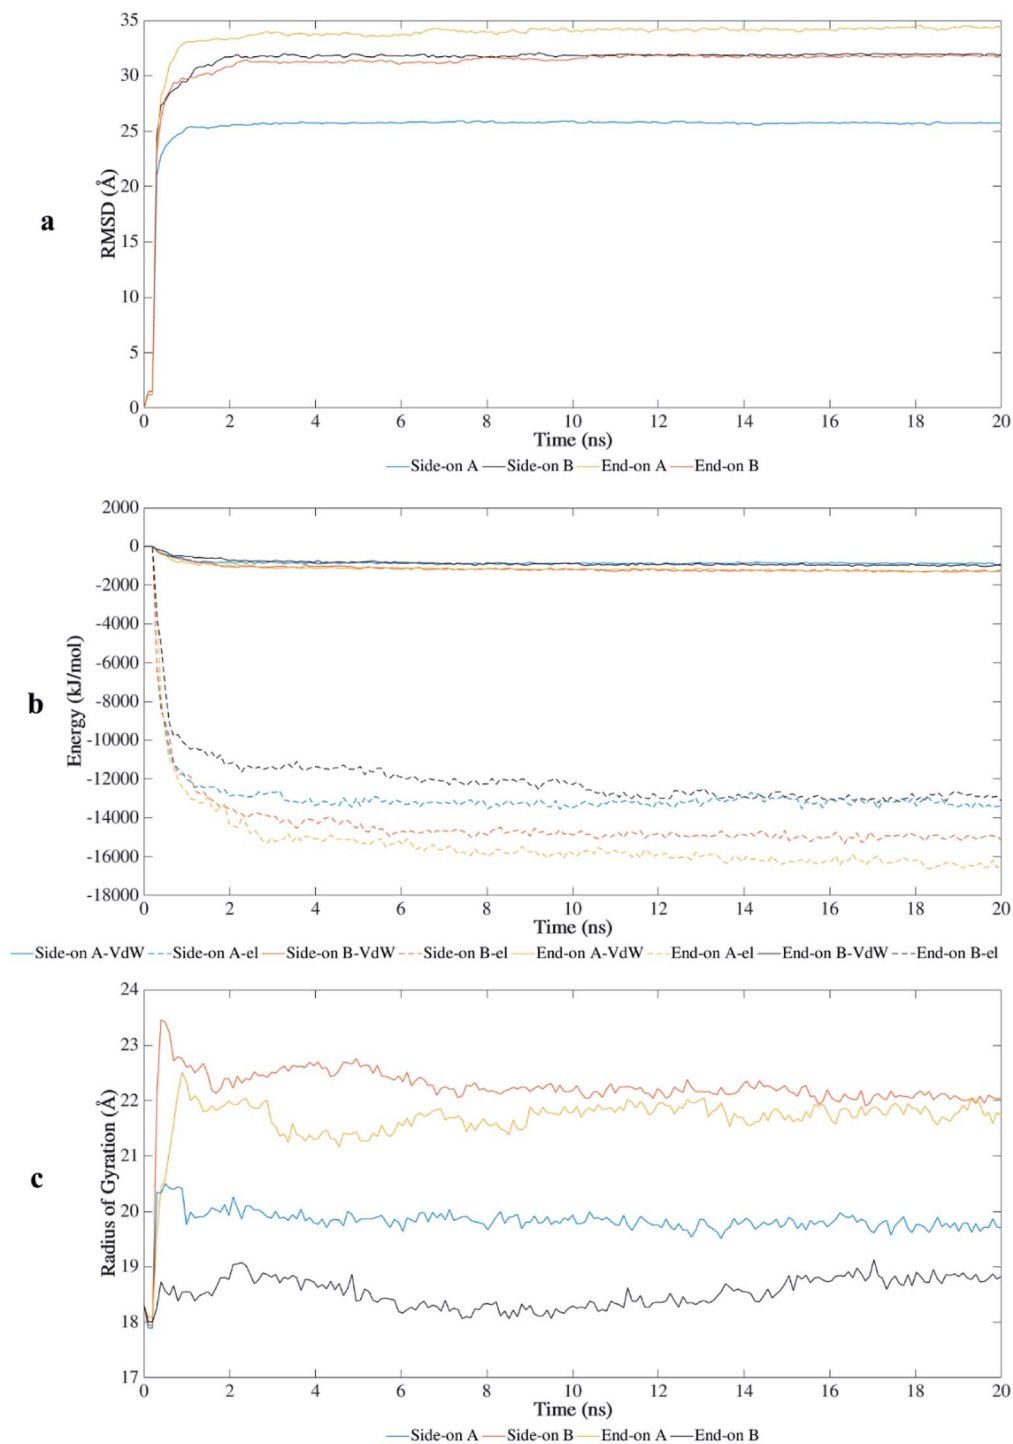 35
30
25
20
15
10
5
0
RMSD (Å)
a
0 2 4 6 8 10 12 14 16 18 20
Time (ns)
Side-on A Side-on B End-on A End-on B
2000
0
-2000
-4000
-6000
-8000
-10000
-12000
-14000
-16000
-18000
Energy (kJ/mol)
b
0 2 4 6 8 10 12 14 16 18 20
Time (ns)
Side-on A-VdW Side-on A-el Side-on B-VdW Side-on B-el End-on A-VdW End-on A-el End-on B-VdW End-on B-el
24
23
22
21
20
19
18
17
Radius of Gyration (Å)
c
0 2 4 6 8 10 12 14 16 18 20
Time (ns)
Side-on A Side-on B End-on A End-on B